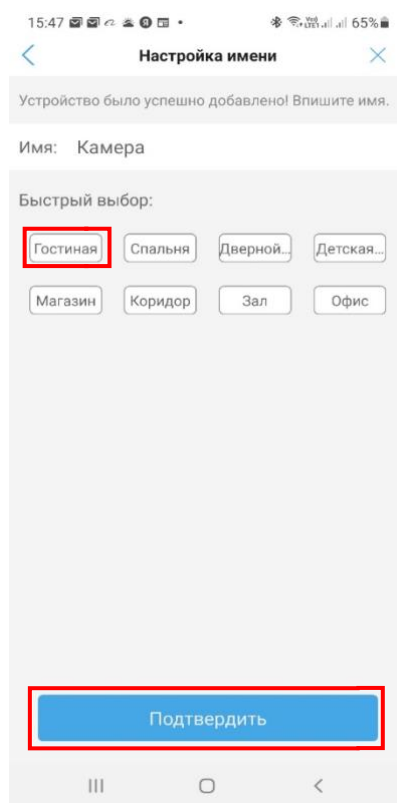 15:47 65%
Настройка имени
Устройство было успешно добавлено! Впишите имя.
Имя: Камера
Быстрый выбор:
Гостиная Спальня Дверной... Детская...
Магазин Коридор Зал Офис
Подтвердить